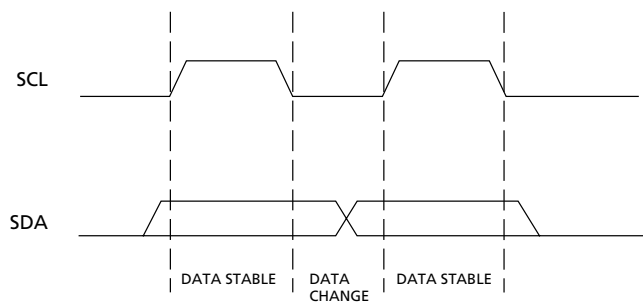 SCL
SDA
DATA STABLE
DATA
CHANGE
DATA STABLE